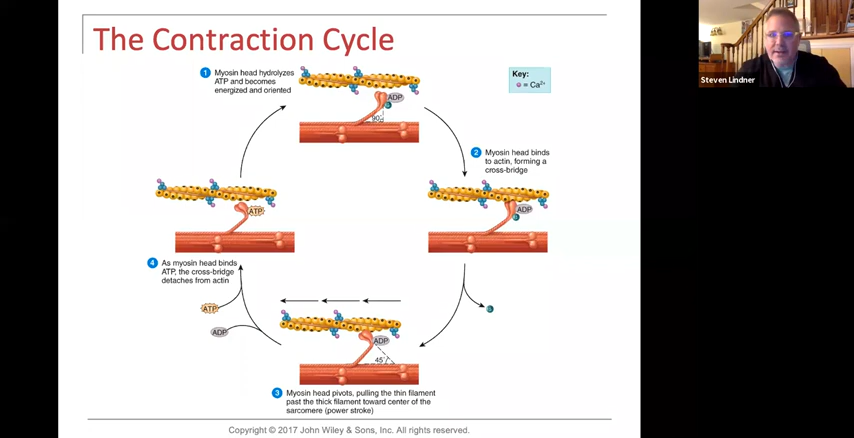 The Contraction Cycle
1 Myosin head hydrolyzes
ATP and becomes
energized and oriented
ADP
90°
Key:
= Ca2+
Steven Lindner
2 Myosin head binds
to actin, forming a
cross-bridge
ADP
ATP
4 As myosin head binds
ATP, the cross-bridge
detaches from actin
ATP
ADP
ADP
45°
3 Myosin head pivots, pulling the thin filament
past the thick filament toward center of the
sarcomere (power stroke)
Copyright © 2017 John Wiley & Sons, Inc. All rights reserved.